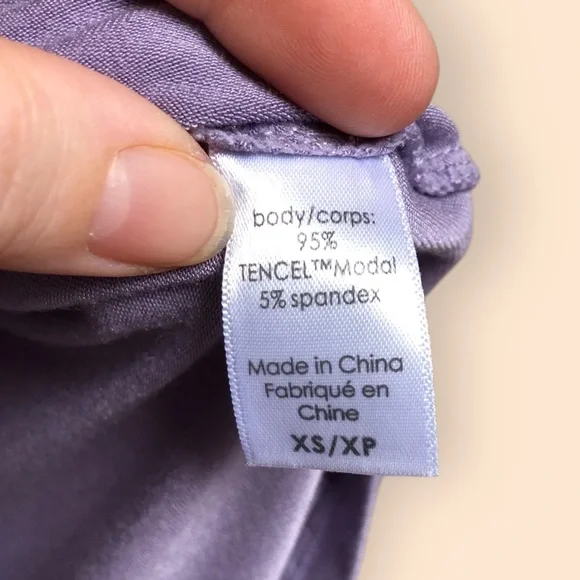 body/corps:
95%
TENCEL™Modal
5% spandex
Made in China
Fabriqué en
Chine
XS/XP